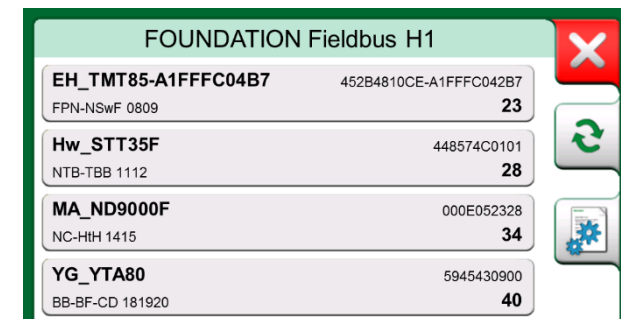 FOUNDATION Fieldbus H1
EH_TMT85-A1FFFC04B7 452B4810CE-A1FFFC042B7
FPN-NSwF 0809 23
Hw_STT35F 448574C0101
NTB-TBB 1112 28
MA_ND9000F 000E052328
NC-HtH 1415 34
YG_YTA80 5945430900
BB-BF-CD 181920 40